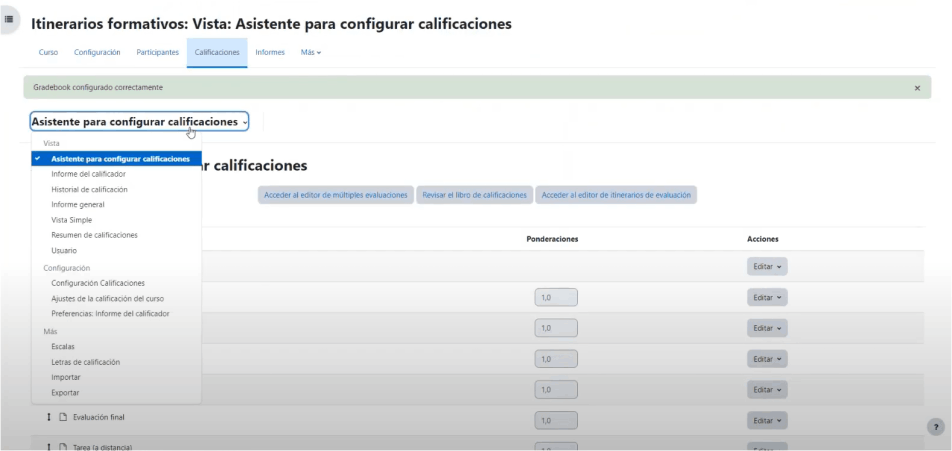 Itinerarios formativos: Vista: Asistente para configurar calificaciones
Curso Configuración Participantes Calificaciones Informes Más
Gradebook configurado correctamente ×
Asistente para configurar calificaciones
Vista
Asistente para configurar calificaciones
r calificaciones
Informe del calificador
Historial de calificación
Acceder al editor de múltiples evaluaciones Revisar el libro de calificaciones Acceder al editor de itinerarios de evaluación
Informe general
Vista Simple
Resumen de calificaciones
Ponderaciones Acciones
Usuario
Configuración
Editar
Configuración Calificaciones
Ajustes de la calificación del curso
1,0 Editar
Preferencias: Informe del calificador
Más
1,0 Editar
Escalas
Letras de calificación
1,0 Editar
Importar
Exportar
1,0 Editar
Evaluación final 1,0 Editar
?
Tarea (a distancia) 1,0 Editar